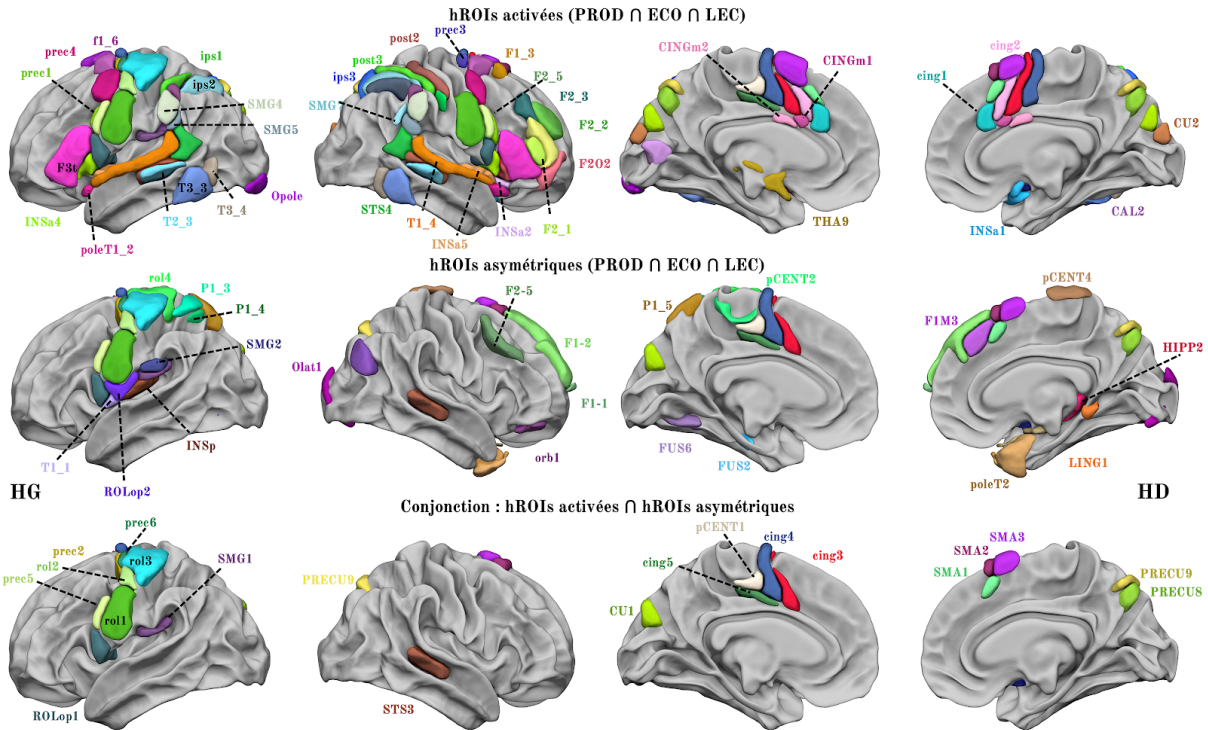 hROIs activées (PROD ∩ ECO ∩ LEC)
f1_6
prec4
prec1
ips1
ips2
SMG4
SMG5
F3t
T3_3
Opole
INSa4
T2_3
T3_4
poleT1_2
post2
prec3
post3
ips3
F1_3
F2_5
F2_3
SMG
F2_2
F2O2
STS4
T1_4
INSa2
F2_1
INSa5
CINGm2
CINGm1
THA9
cing2
cing1
CU2
INSa1
CAL2
hROIs asymétriques (PROD ∩ ECO ∩ LEC)
rol4
P1_3
P1_4
SMG2
INSp
T1_1
ROLop2
HG
F2-5
F1-2
Olat1
F1-1
orb1
pCENT2
P1_5
FUS6
FUS2
pCENT4
F1M3
HIPP2
LING1
poleT2
HD
Conjonction : hROIs activées ∩ hROIs asymétriques
prec6
prec2
rol3
rol2
SMG1
prec5
rol1
ROLop1
PRECU9
STS3
pCENT1
cing4
cing5
cing3
CU1
SMA3
SMA2
SMA1
PRECU9
PRECU8